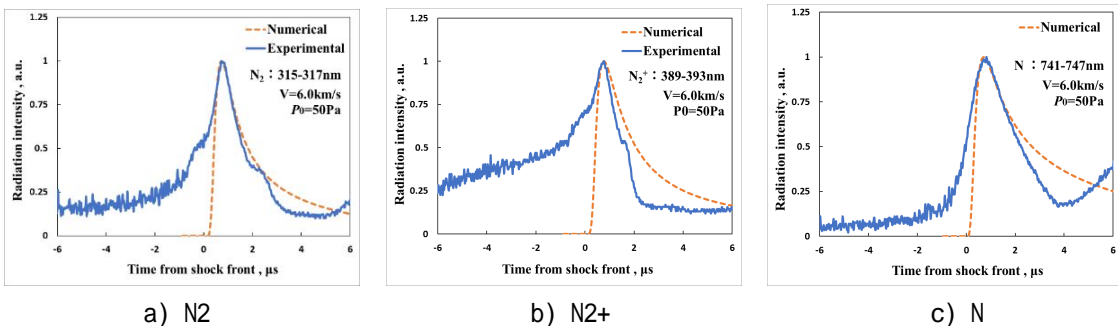 1.25
1
0.75
0.5
0.25
0
-6 -4 -2 0 2 4 6
Radiation intensity , a.u.
Time from shock front , μs
Numerical
Experimental
N₂：315-317nm
V=6.0km/s
P₀=50Pa
a) N2
1.25
1
0.75
0.5
0.25
0
-6 -4 -2 0 2 4 6
Radiation intensity, a.u.
Time from shock front , μs
Numerical
Experimental
N₂⁺: 389-393nm
V=6.0km/s
P0=50Pa
b) N2+
1.25
1
0.75
0.5
0.25
0
-6 -4 -2 0 2 4 6
Radiation intensity, a.u.
Time from shock front , μs
Numerical
Experimental
N ：741-747nm
V=6.0km/s
P₀=50Pa
c) N